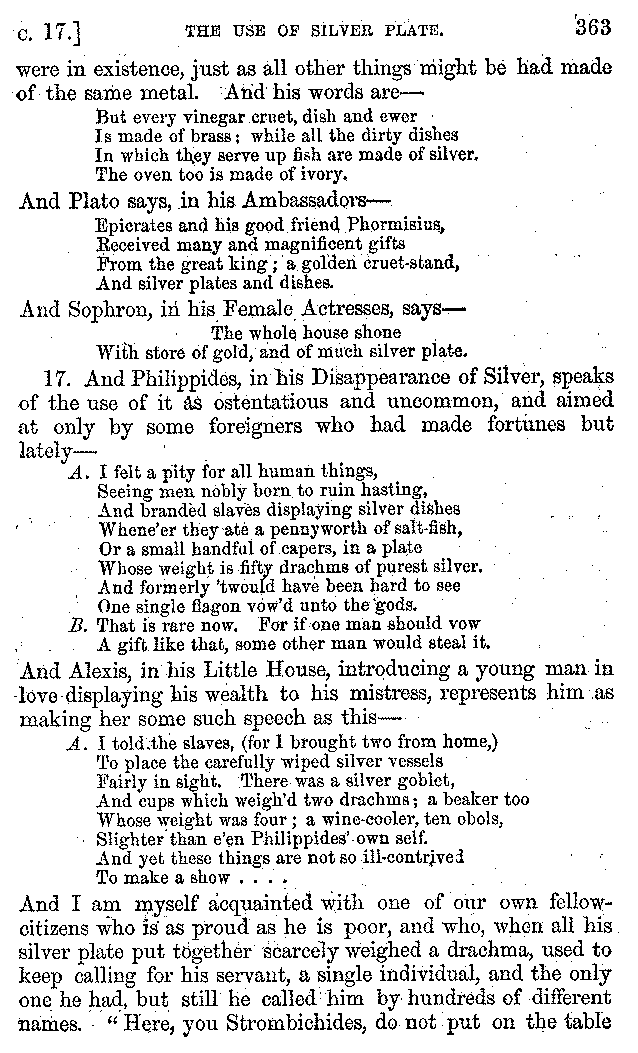 c. 17.] THE USE OF SILVER PLATE. 363
were in existence, just as all other things might be had made
of the same metal. And his words are—
But every vinegar cruet, dish and ewer
Is made of brass; while all the dirty dishes
In which they serve up fish are made of silver.
The oven too is made of ivory.
And Plato says, in his Ambassadors—
Epicrates and his good friend Phormisius,
Received many and magnificent gifts
From the great king; a golden cruet-stand,
And silver plates and dishes.
And Sophron, in his Female Actresses, says—
The whole house shone
With store of gold, and of much silver plate.
17. And Philippides, in his Disappearance of Silver, speaks
of the use of it as ostentatious and uncommon, and aimed
at only by some foreigners who had made fortunes but
lately—
A. I felt a pity for all human things,
Seeing men nobly born to ruin hasting,
And branded slaves displaying silver dishes
Whene'er they ate a pennyworth of salt-fish,
Or a small handful of capers, in a plate
Whose weight is fifty drachms of purest silver.
And formerly 'twould have been hard to see
One single flagon vow'd unto the gods.
B. That is rare now. For if one man should vow
A gift like that, some other man would steal it.
And Alexis, in his Little House, introducing a young man in
love displaying his wealth to his mistress, represents him as
making her some such speech as this—
A. I told the slaves, (for I brought two from home,)
To place the carefully wiped silver vessels
Fairly in sight. There was a silver goblet,
And cups which weigh'd two drachms; a beaker too
Whose weight was four; a wine-cooler, ten obols,
Slighter than e'en Philippides' own self.
And yet these things are not so ill-contrived
To make a show . . . .
And I am myself acquainted with one of our own fellow-
citizens who is as proud as he is poor, and who, when all his
silver plate put together scarcely weighed a drachma, used to
keep calling for his servant, a single individual, and the only
one he had, but still he called him by hundreds of different
names. "Here, you Strombichides, do not put on the table